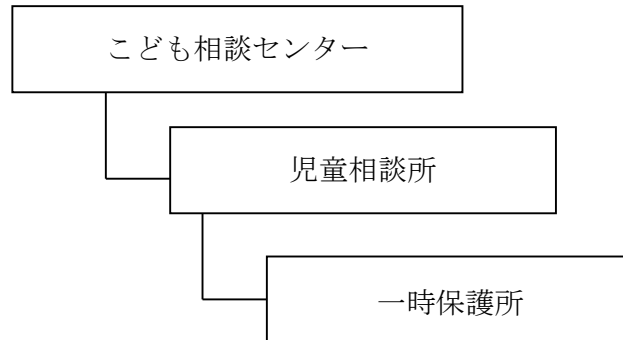 こども相談センター
児童相談所
一時保護所